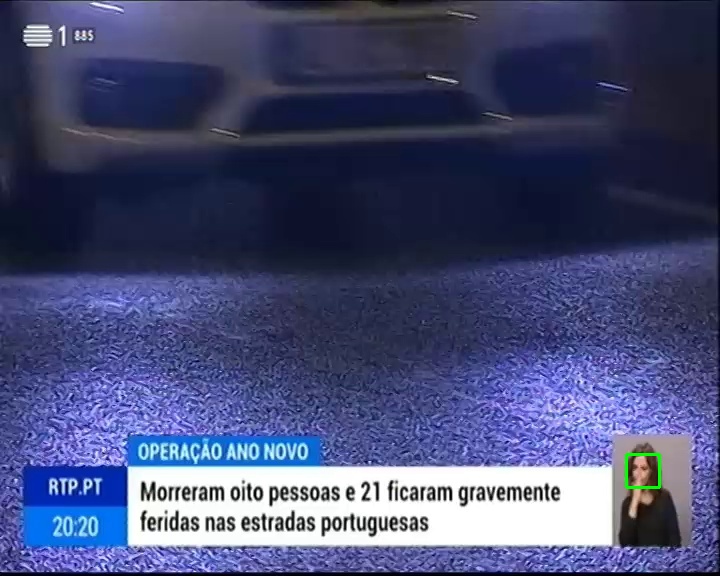 1 885
OPERAÇÃO ANO NOVO
RTP.PT
20:20
Morreram oito pessoas e 21 ficaram gravemente
feridas nas estradas portuguesas